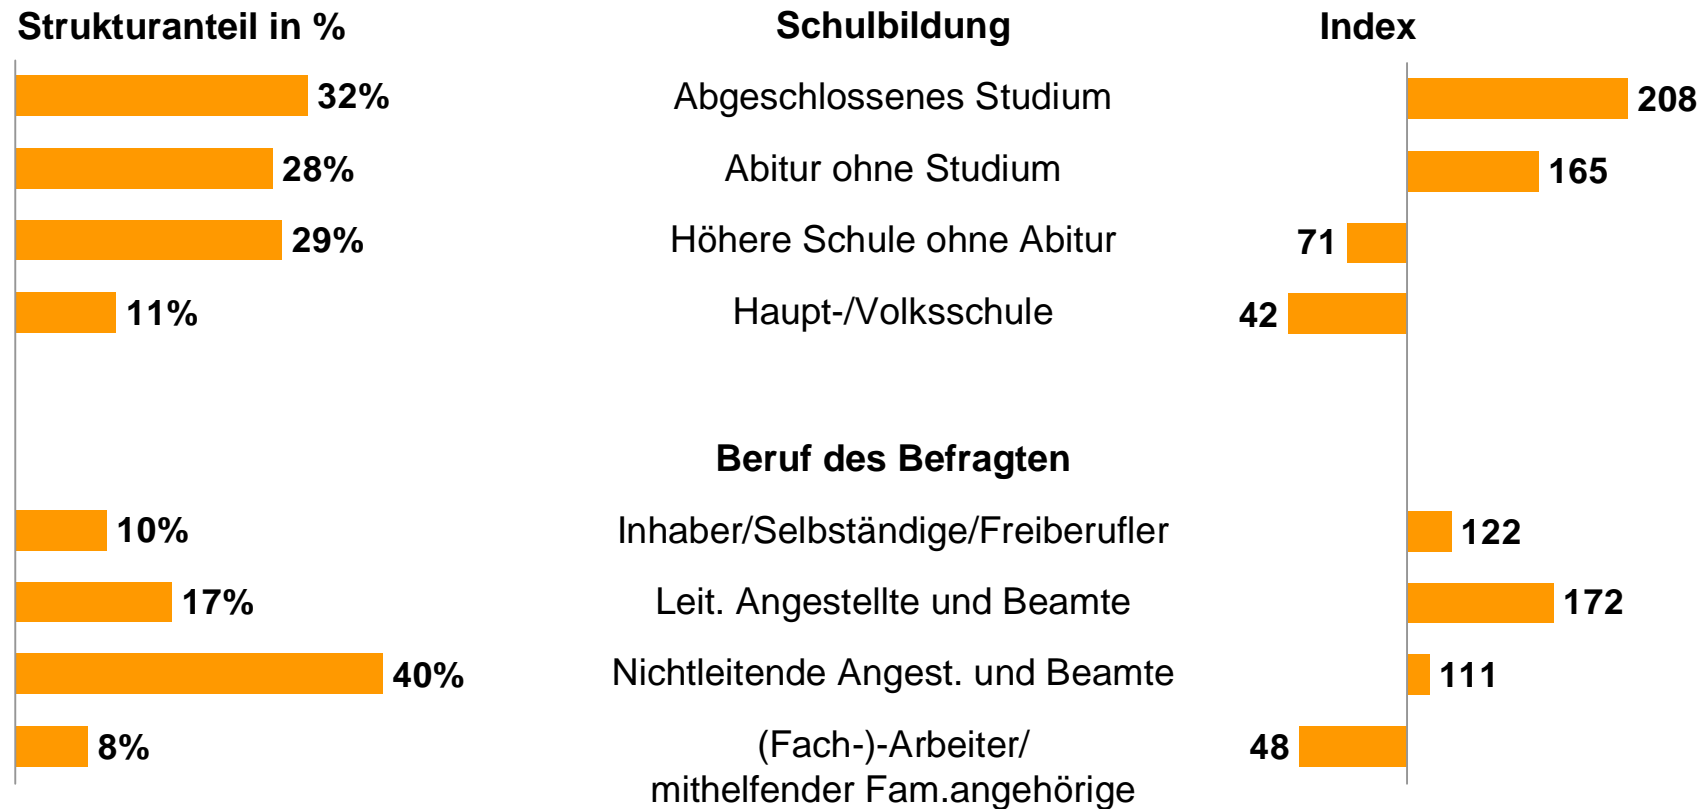 Strukturanteil in % Schulbildung Index
32% Abgeschlossenes Studium 208
28% Abitur ohne Studium 165
29% Höhere Schule ohne Abitur 71
11% Haupt-/Volksschule 42
Beruf des Befragten
10% Inhaber/Selbständige/Freiberufler 122
17% Leit. Angestellte und Beamte 172
40% Nichtleitende Angest. und Beamte 111
8% (Fach-)-Arbeiter/ 48
mithelfender Fam.angehörige